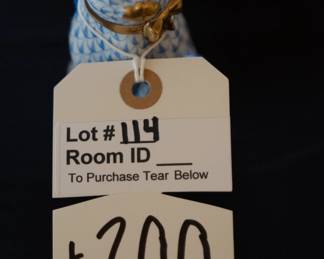 Lot # 114
Room ID ___
To Purchase Tear Below
200